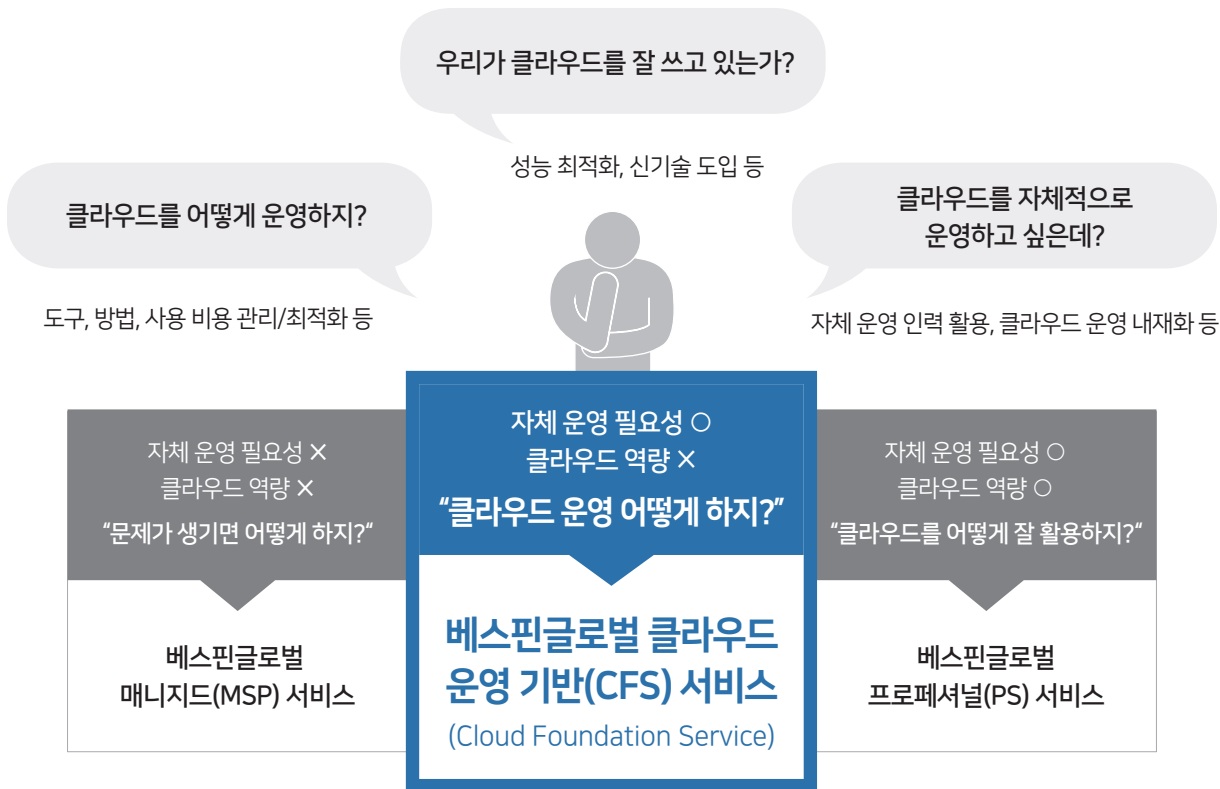 우리가 클라우드를 잘 쓰고 있는가?
성능 최적화, 신기술 도입 등
클라우드를 어떻게 운영하지?
도구, 방법, 사용 비용 관리/최적화 등
클라우드를 자체적으로
운영하고 싶은데?
자체 운영 인력 활용, 클라우드 운영 내재화 등
자체 운영 필요성 ×
클라우드 역량 ×
“문제가 생기면 어떻게 하지?“
베스핀글로벌
매니지드(MSP) 서비스
자체 운영 필요성 ○
클라우드 역량 ×
“클라우드 운영 어떻게 하지?”
베스핀글로벌 클라우드
운영 기반(CFS) 서비스
(Cloud Foundation Service)
자체 운영 필요성 ○
클라우드 역량 ○
“클라우드를 어떻게 잘 활용하지?“
베스핀글로벌
프로페셔널(PS) 서비스